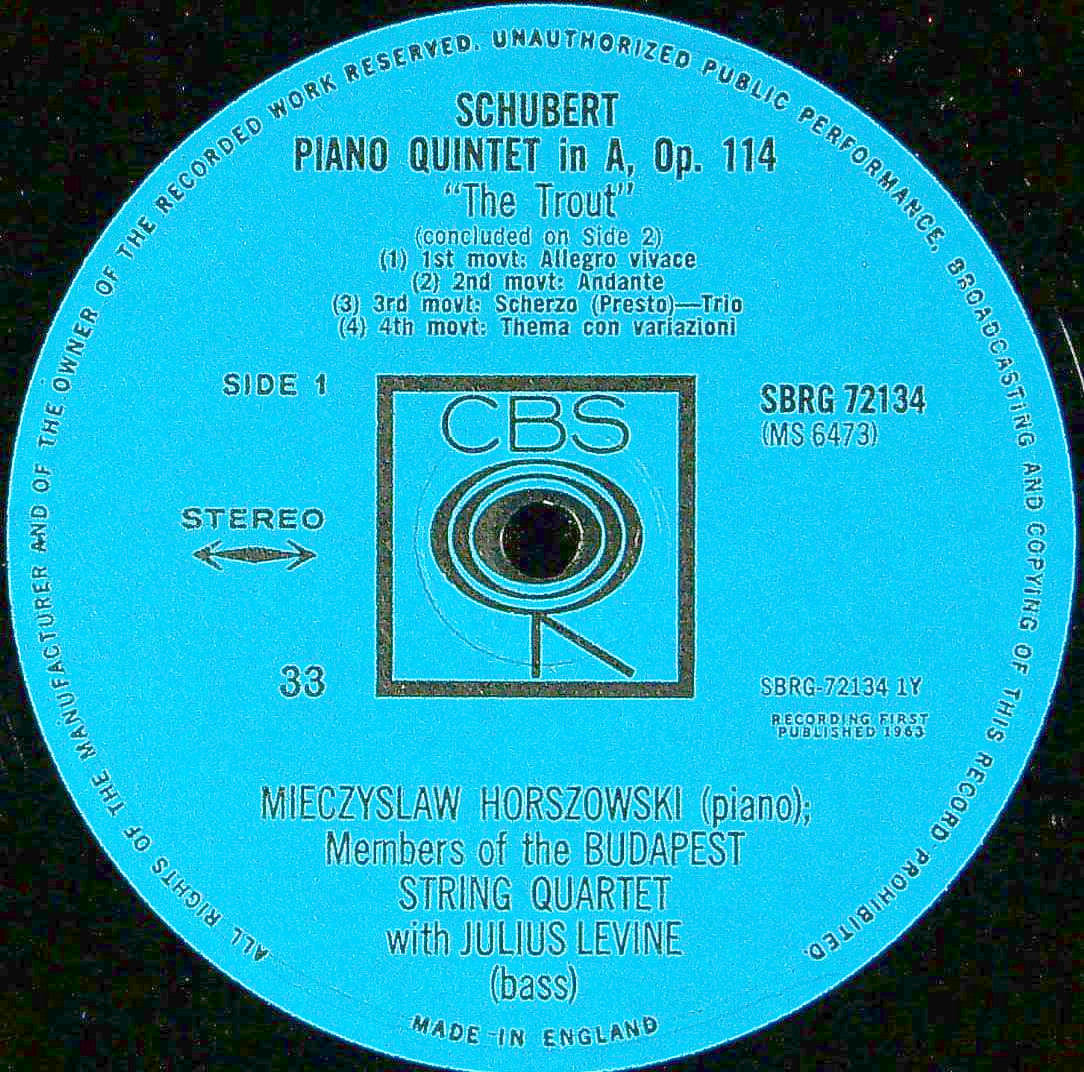 ALL RIGHTS OF THE MANUFACTURER AND OF THE OWNER OF THE RECORDED WORK RESERVED. UNAUTHORIZED PUBLIC PERFORMANCE, BROADCASTING AND COPYING OF THIS RECORD PROHIBITED.
SCHUBERT
PIANO QUINTET in A, Op. 114
“The Trout”
(concluded on Side 2)
(1) 1st movt: Allegro vivace
(2) 2nd movt: Andante
(3) 3rd movt: Scherzo (Presto)—Trio
(4) 4th movt: Thema con variazioni
SIDE 1
CBS
SBRG 72134
(MS 6473)
STEREO
33
SBRG-72134 1Y
RECORDING FIRST
PUBLISHED 1963
MIECZYSLAW HORSZOWSKI (piano);
Members of the BUDAPEST
STRING QUARTET
with JULIUS LEVINE
(bass)
MADE IN ENGLAND